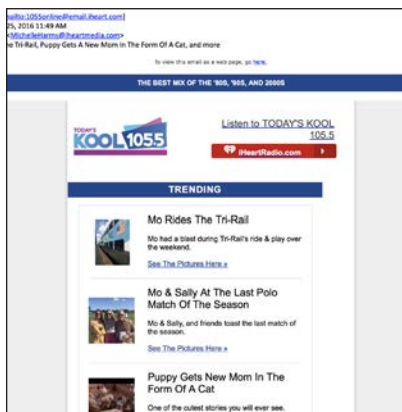 mailto:1055online@email.iheart.com]
25, 2016 11:49 AM
<MichelleHarms@iheartmedia.com>
he Tri-Rail, Puppy Gets A New Mom In The Form Of A Cat, and more
To view this email as a web page, go here.
THE BEST MIX OF THE '80S, '90S, AND 2000S
TODAY'S
KOOL 105.5
Listen to TODAY'S KOOL
105.5
iHeartRadio.com
TRENDING
Mo Rides The Tri-Rail
Mo had a blast during Tri-Rail's ride & play over
the weekend.
See The Pictures Here »
Mo & Sally At The Last Polo
Match Of The Season
Mo & Sally, and friends toast the last match of
the season.
See The Pictures Here »
Puppy Gets New Mom In The
Form Of A Cat
One of the cutest stories you will ever see.